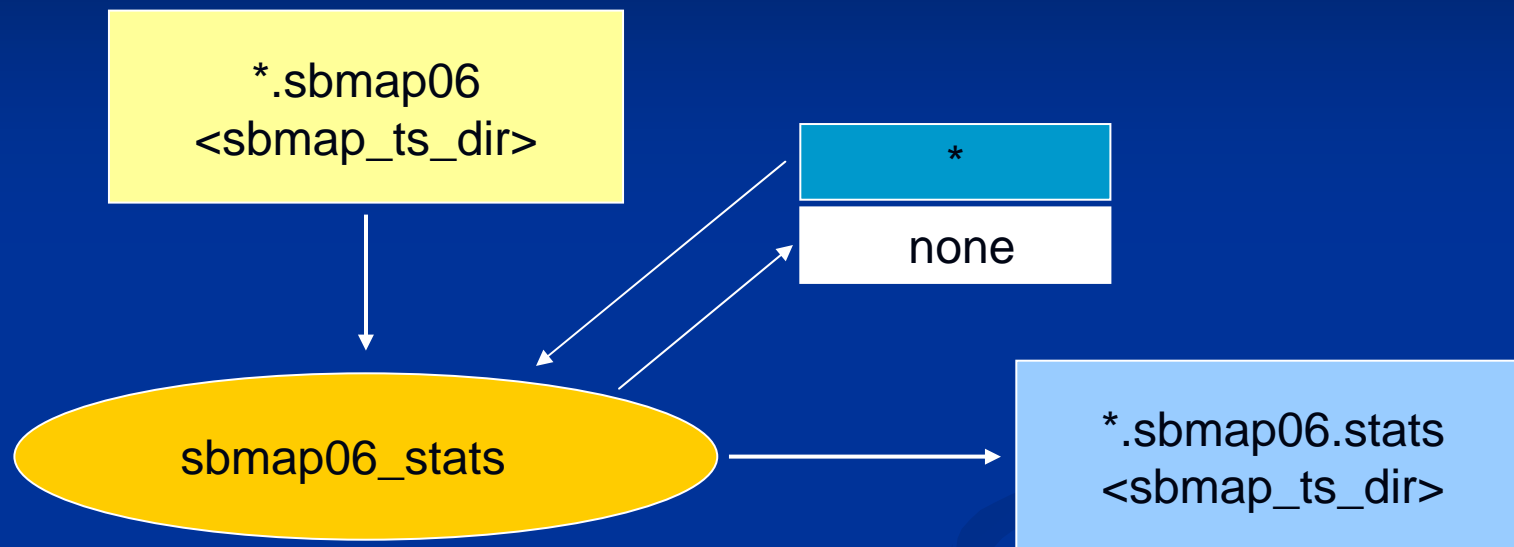 *.sbmap06
<sbmap_ts_dir>
*
none
sbmap06_stats
*.sbmap06.stats
<sbmap_ts_dir>